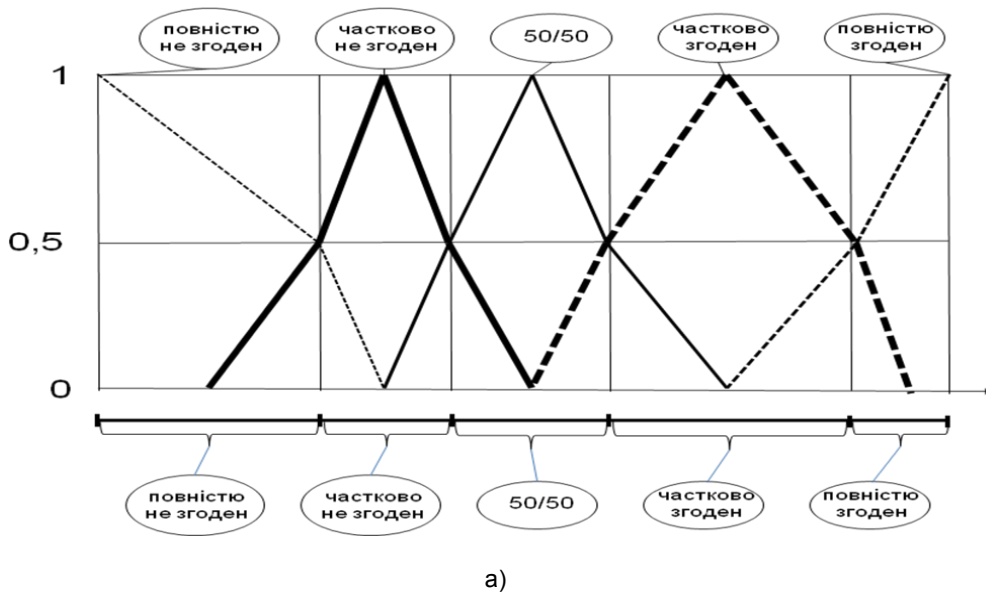 повністю
не згоден
частково
не згоден
50/50
частково
згоден
повністю
згоден
1
0,5
0
повністю
не згоден
частково
не згоден
50/50
частково
згоден
повністю
згоден
а)